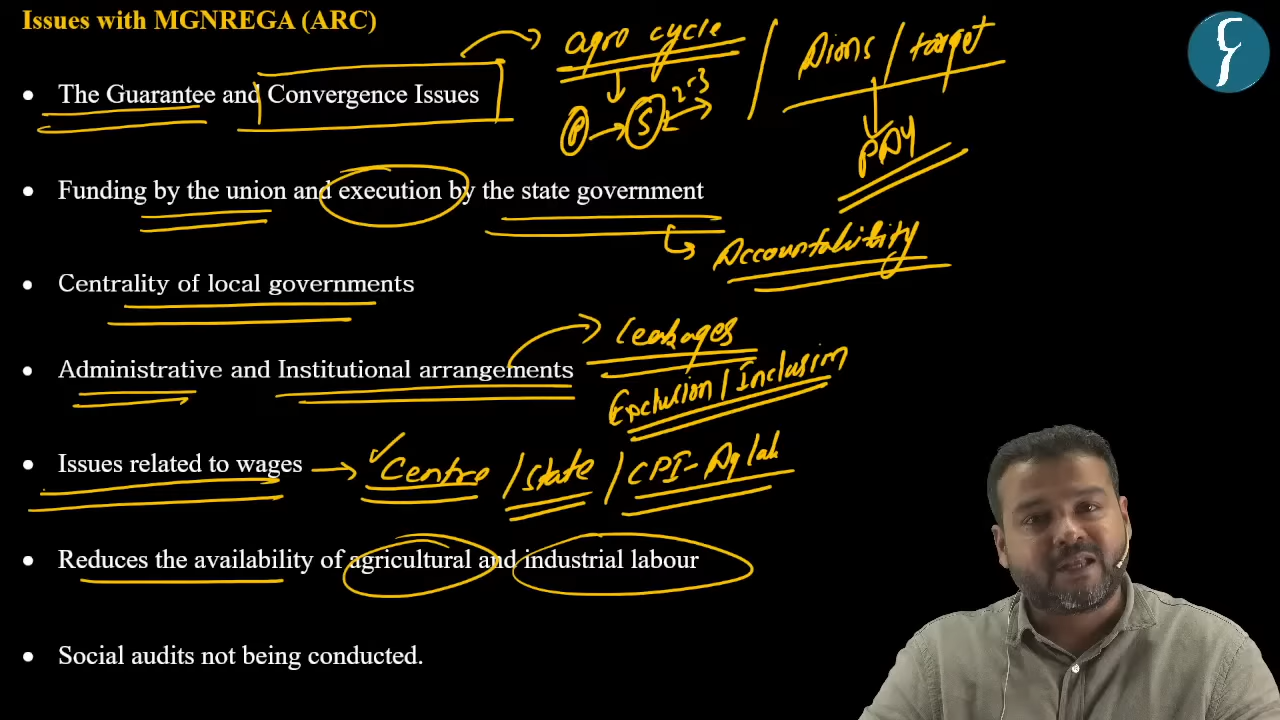 Issues with MGNREGA (ARC)
agro cycle / / target
• The Guarantee and Convergence Issues
P → S 2-3
PDY
• Funding by the union and execution by the state government
Accountability
• Centrality of local governments
Leakages
• Administrative and Institutional arrangements
Exclusion / Inclusion
• Issues related to wages → ✓Centre / State / CPI-Ag lab
• Reduces the availability of agricultural and industrial labour
• Social audits not being conducted.